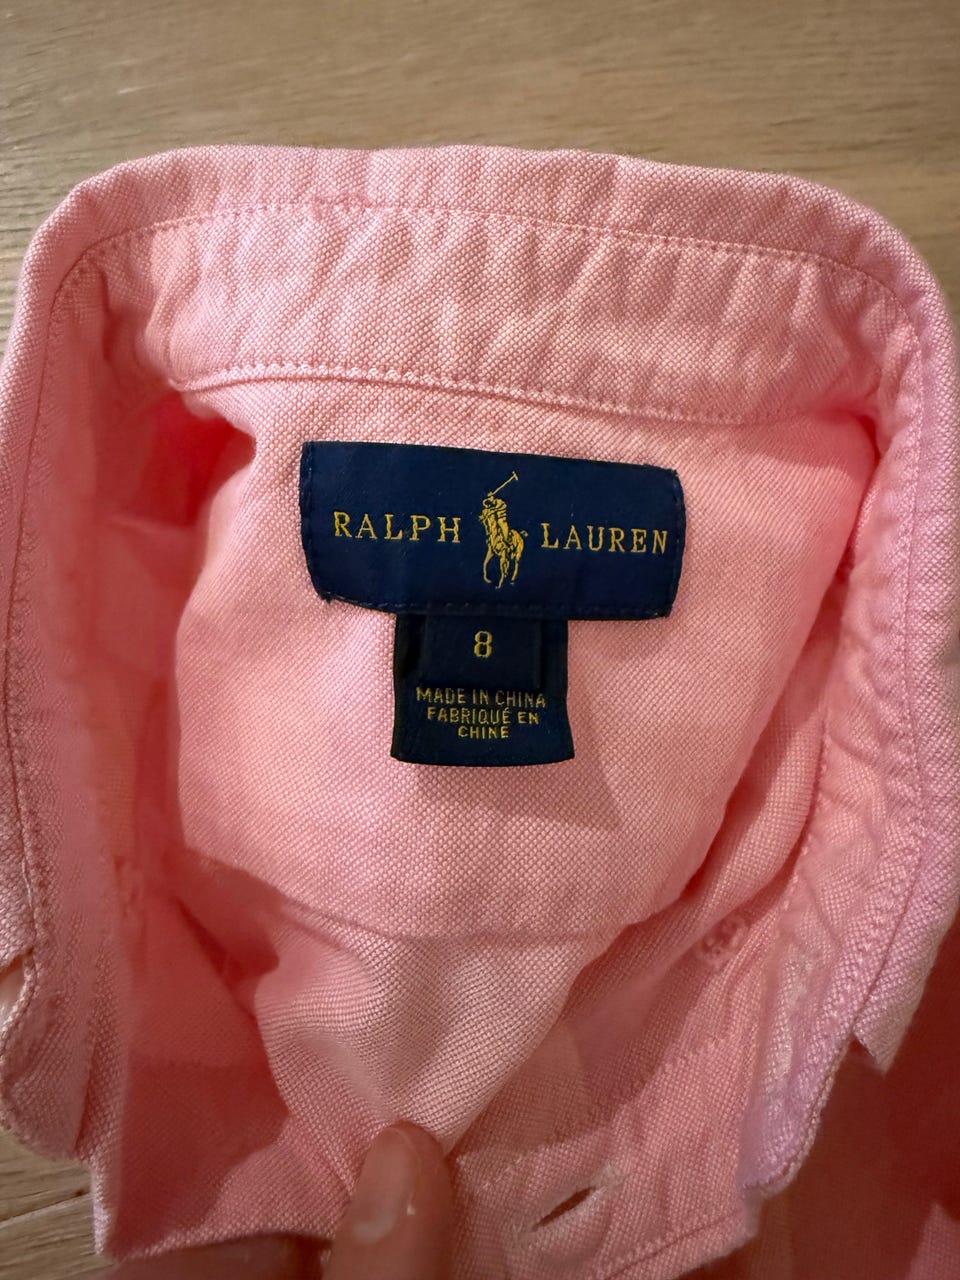 RALPH LAUREN
8
MADE IN CHINA
FABRIQUÉ EN
CHINE